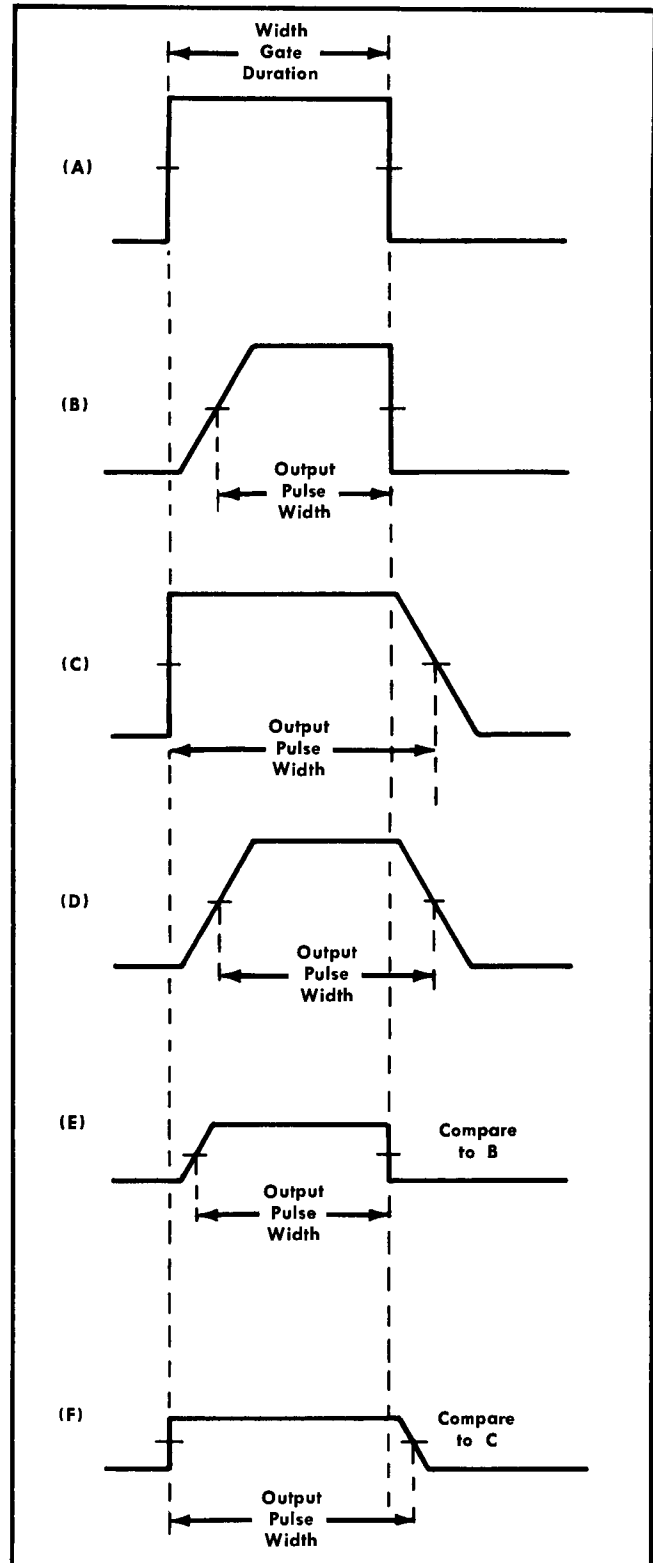 Width
Gate
Duration
(A)
(B)
Output
Pulse
Width
(C)
Output
Pulse
Width
(D)
Output
Pulse
Width
(E)
Compare
to B
Output
Pulse
Width
(F)
Compare
to C
Output
Pulse
Width